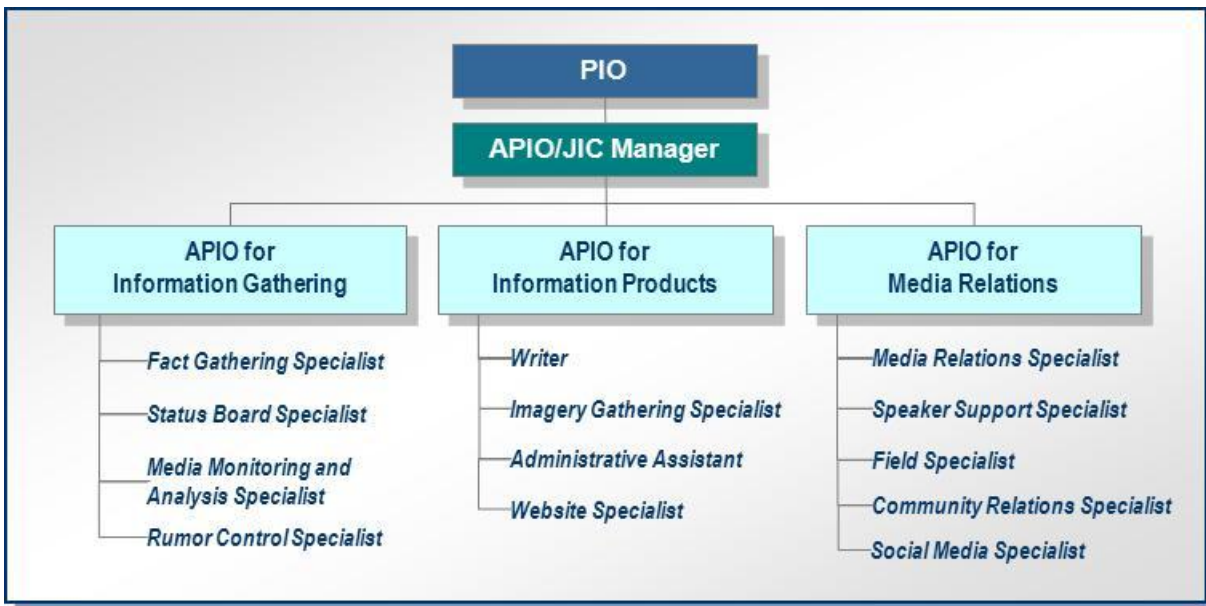 PIO
APIO/JIC Manager
APIO for
Information Gathering
Fact Gathering Specialist
Status Board Specialist
Media Monitoring and
Analysis Specialist
Rumor Control Specialist
APIO for
Information Products
Writer
Imagery Gathering Specialist
Administrative Assistant
Website Specialist
APIO for
Media Relations
Media Relations Specialist
Speaker Support Specialist
Field Specialist
Community Relations Specialist
Social Media Specialist